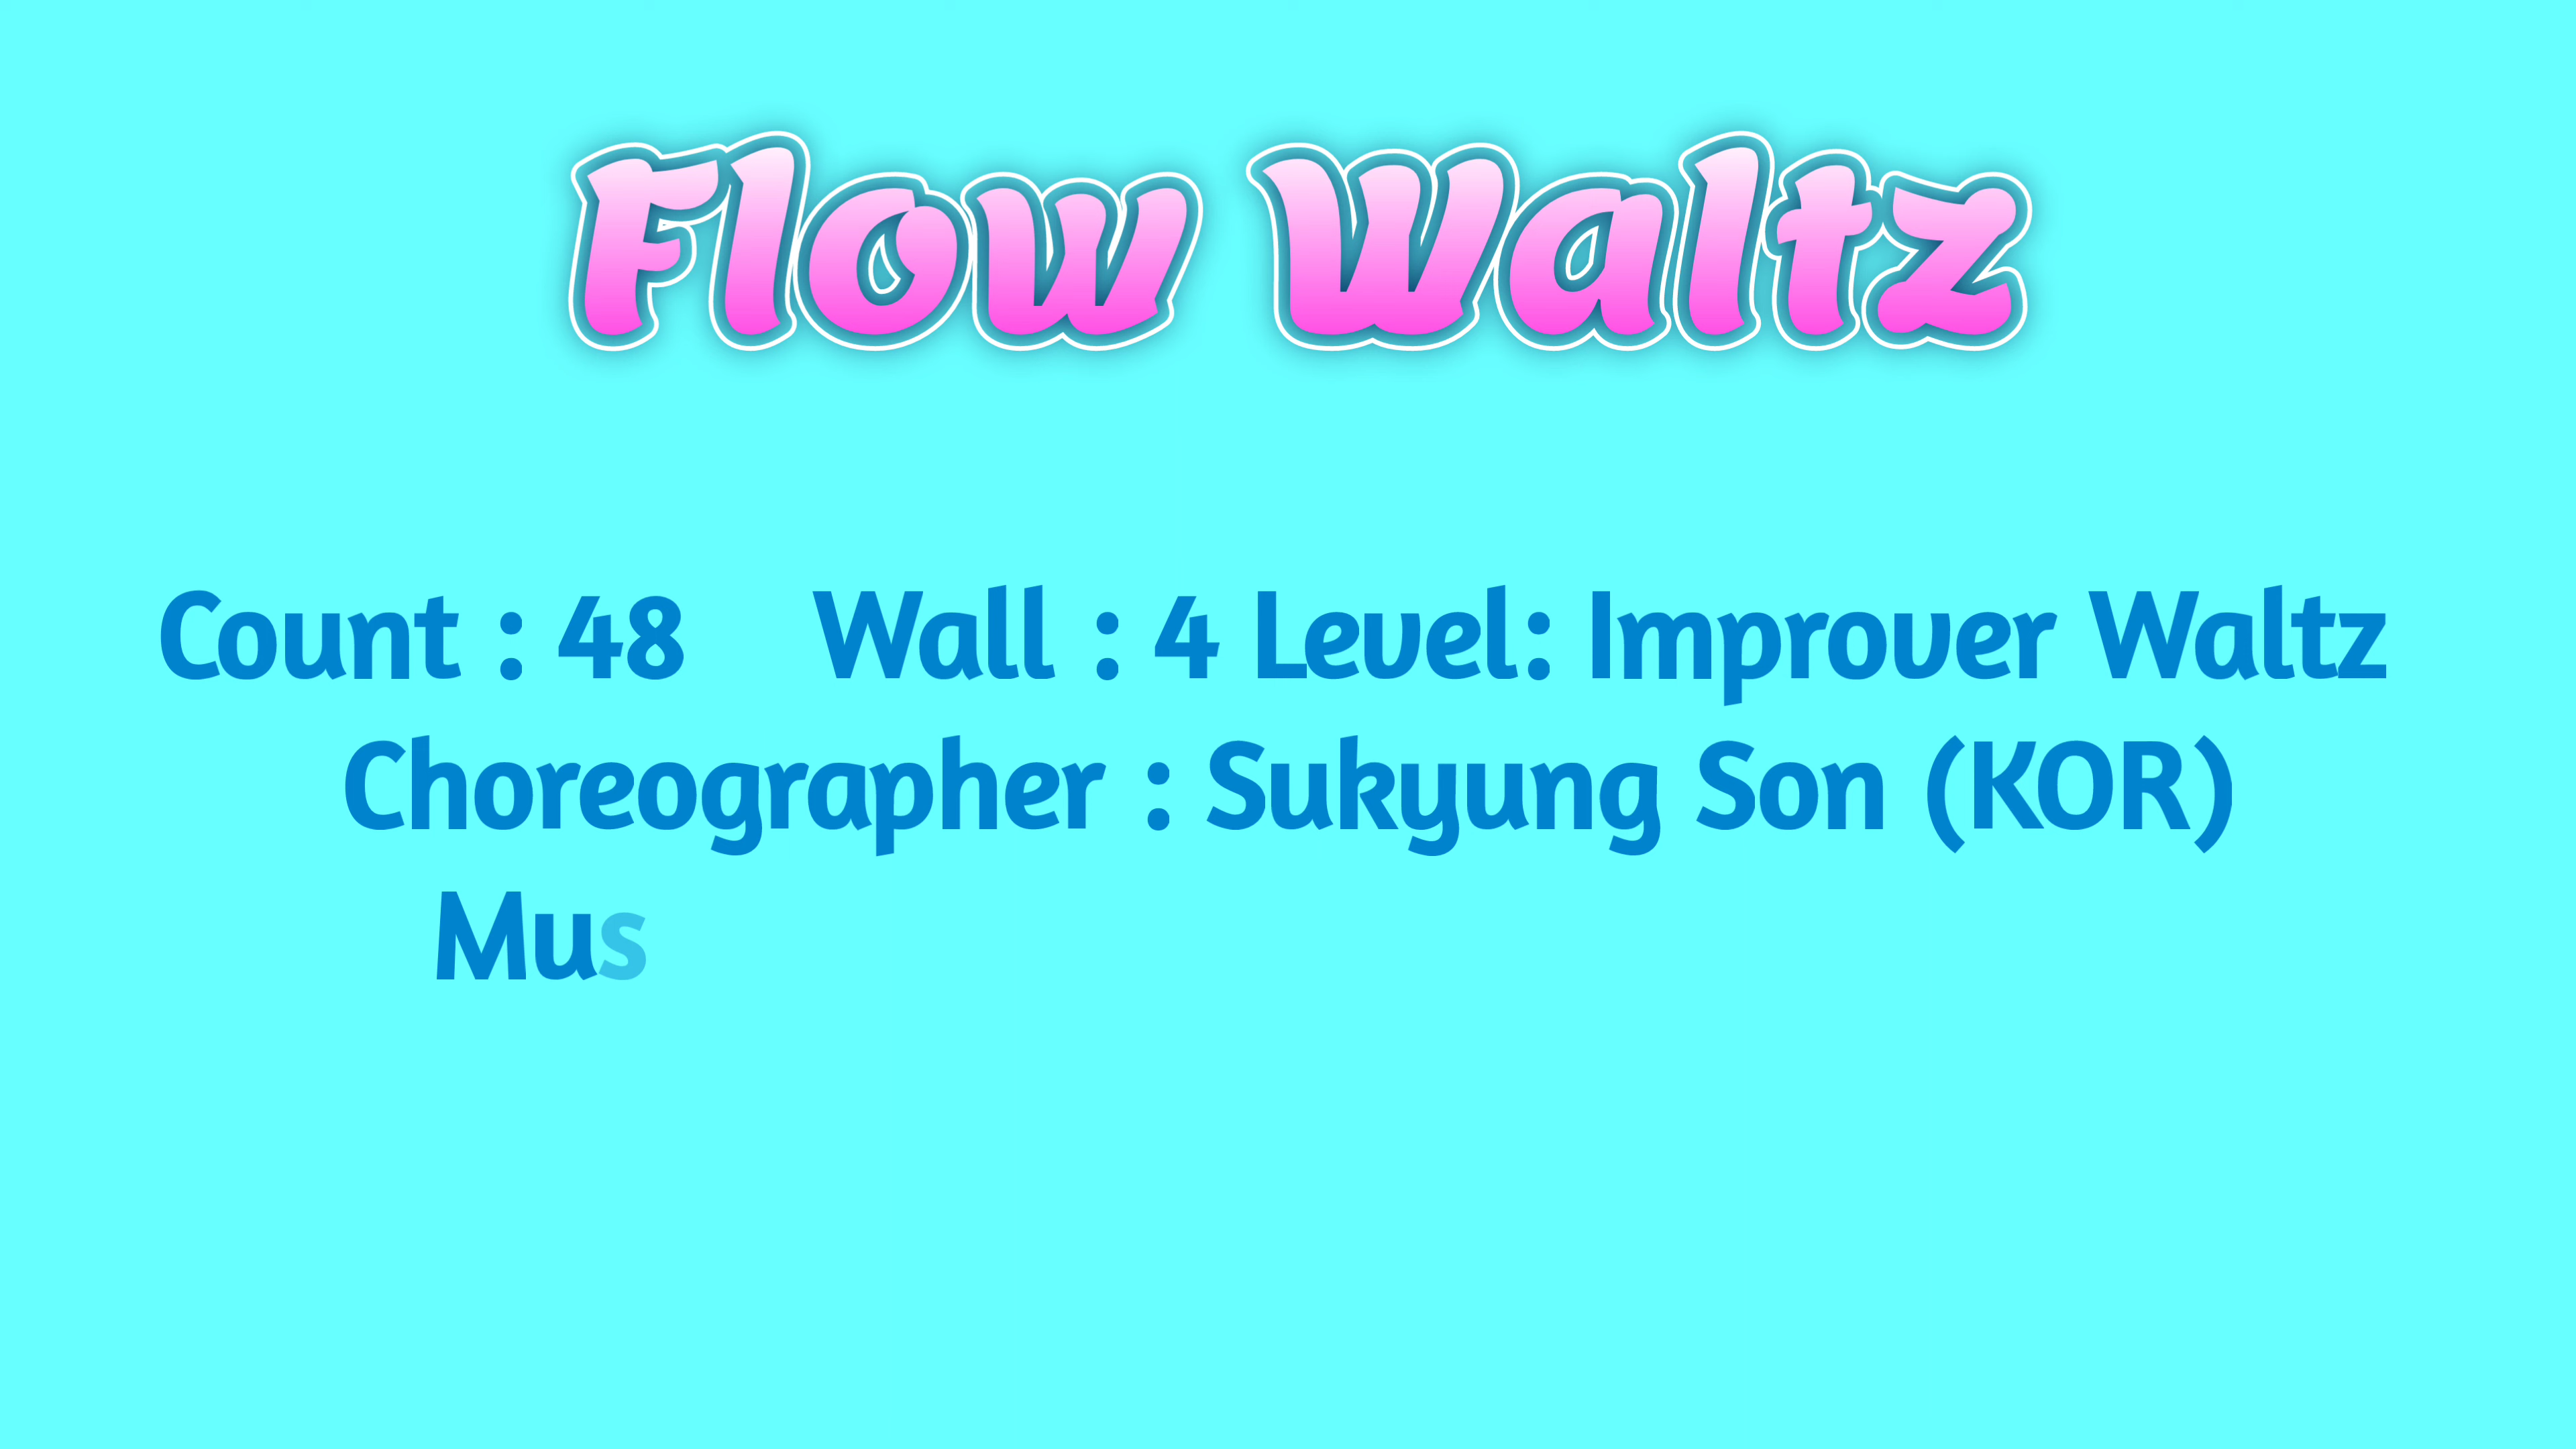 Flow Waltz
Count : 48 Wall : 4 Level: Improver Waltz
Choreographer : Sukyung Son (KOR)
Mus